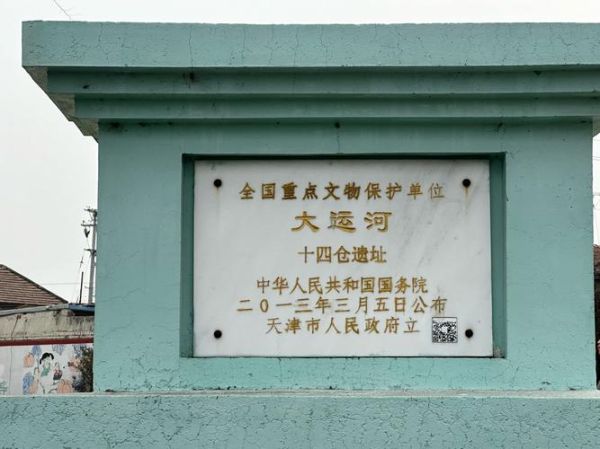 全国重点文物保护单位
大运河
十四仓遗址
中华人民共和国国务院
二〇一三年三月五日公布
天津市人民政府立